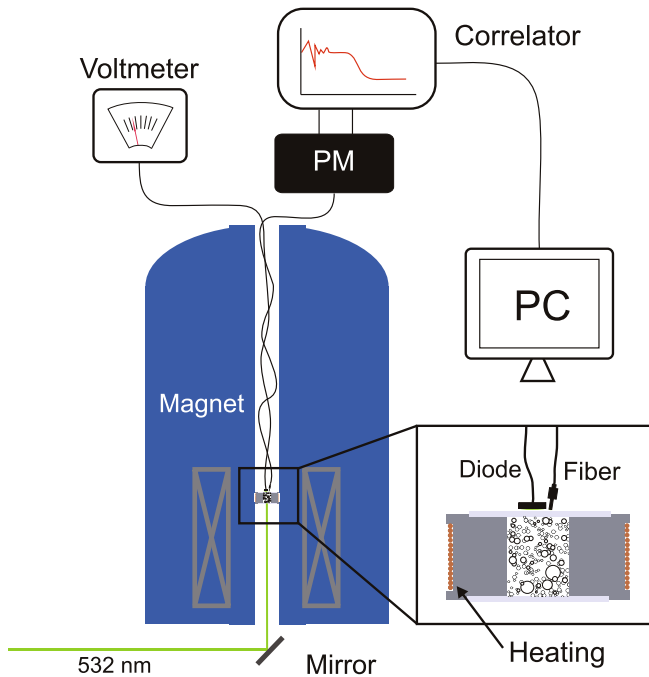 Correlator
Voltmeter
PM
PC
Magnet
Diode
Fiber
Heating
532 nm
Mirror